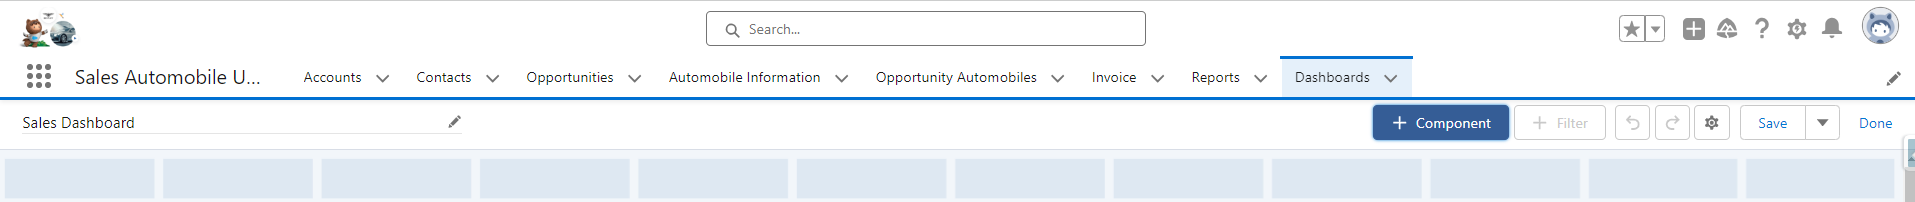 Search...
Sales Automobile U...
Accounts
Contacts
Opportunities
Automobile Information
Opportunity Automobiles
Invoice
Reports
Dashboards
Sales Dashboard
+ Component
+ Filter
Save
Done